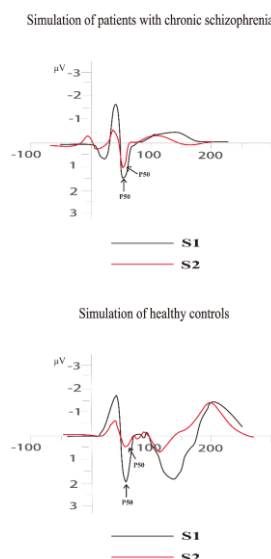 Simulation of patients with chronic schizophrenia
μV -3
-2
-1
-100 100 200
1
2
3
P50
P50
S1
S2
Simulation of healthy controls
μV -3
-2
-1
-100 100 200
1
2
3
P50
P50
S1
S2